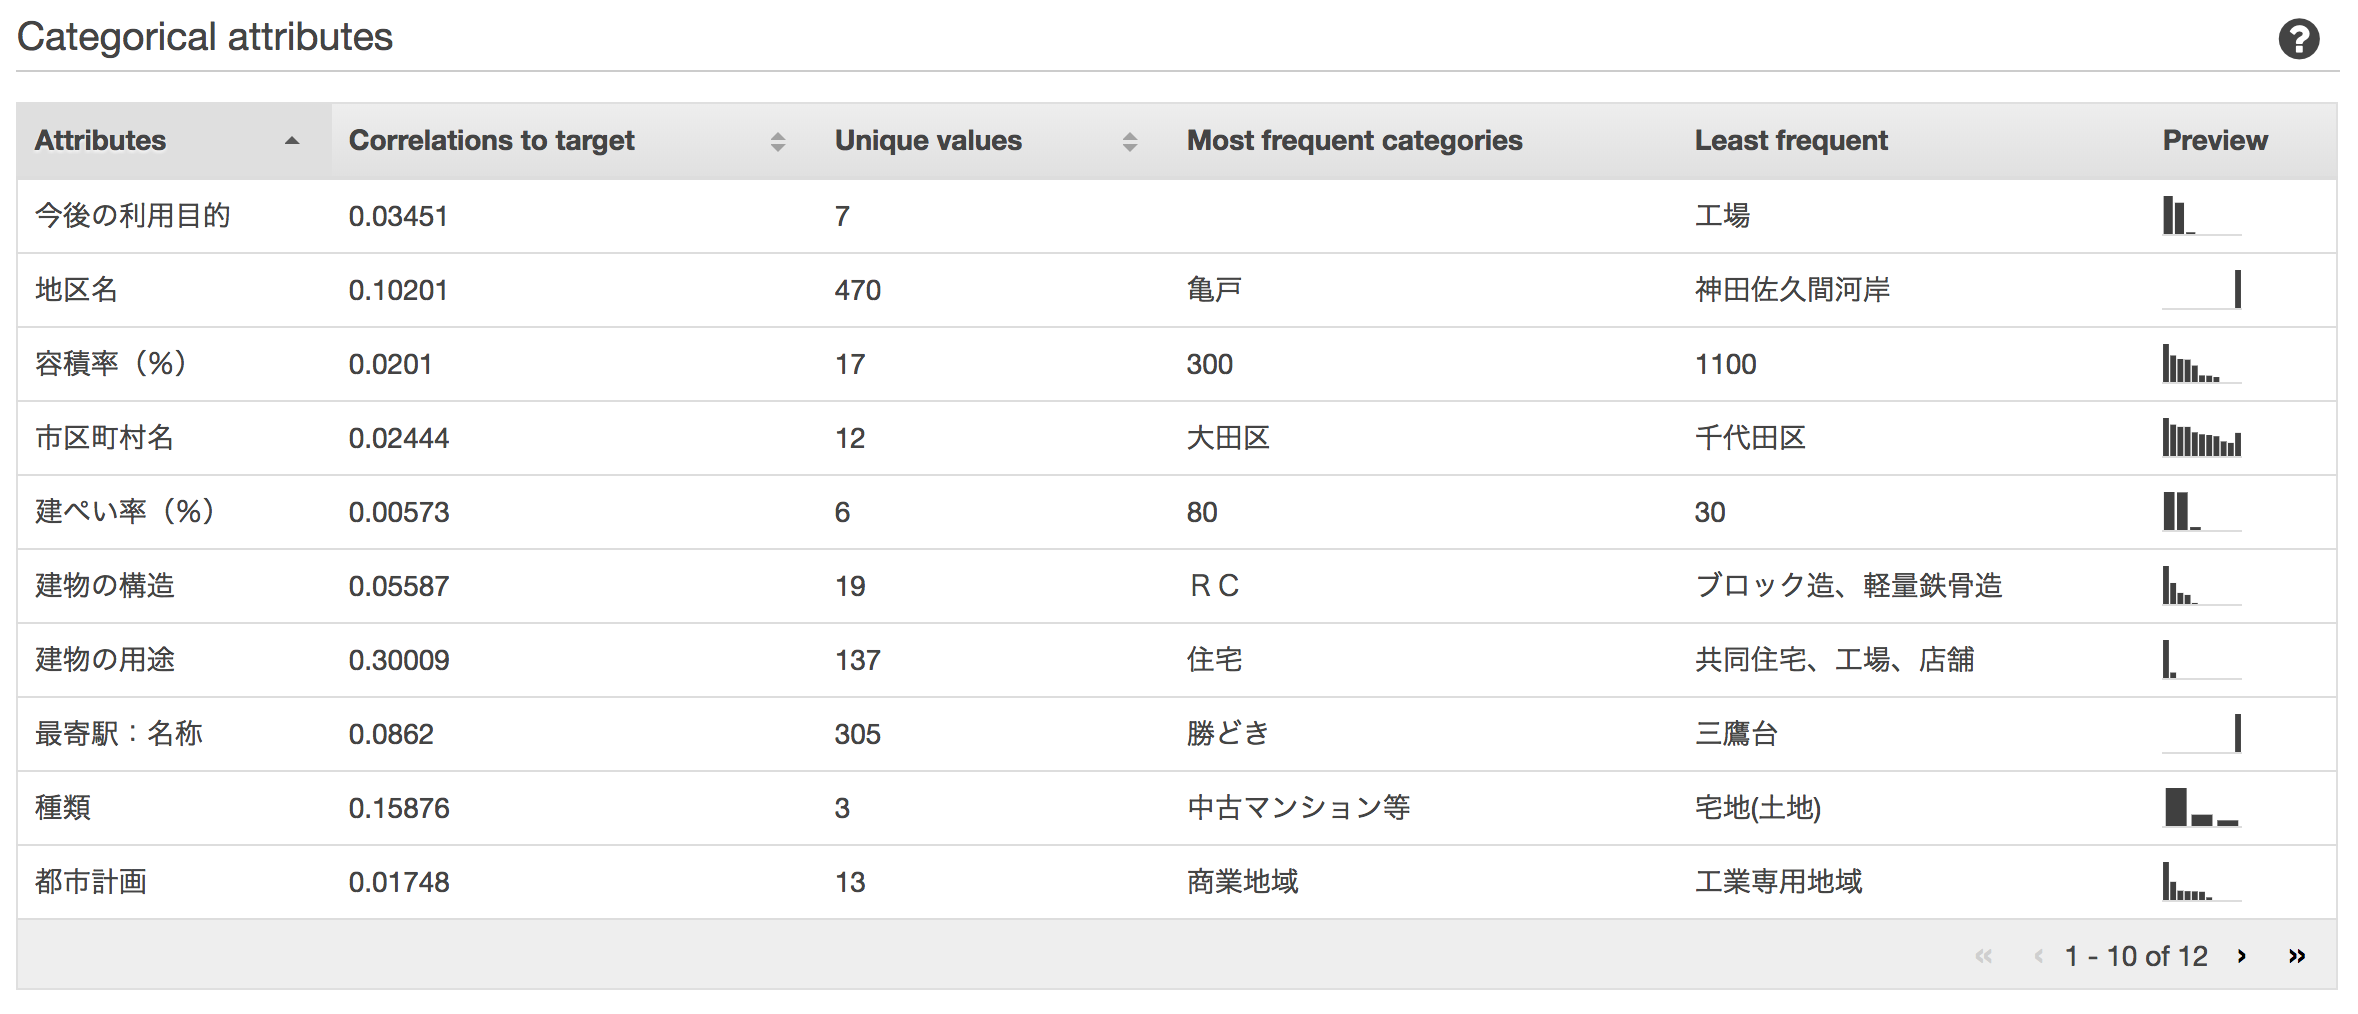 Categorical attributes
Attributes Correlations to target Unique values Most frequent categories Least frequent Preview
今後の利用目的 0.03451 7 工場
地区名 0.10201 470 亀戸 神田佐久間河岸
容積率（％） 0.0201 17 300 1100
市区町村名 0.02444 12 大田区 千代田区
建ぺい率（％） 0.00573 6 80 30
建物の構造 0.05587 19 ＲＣ ブロック造、軽量鉄骨造
建物の用途 0.30009 137 住宅 共同住宅、工場、店舗
最寄駅：名称 0.0862 305 勝どき 三鷹台
種類 0.15876 3 中古マンション等 宅地(土地)
都市計画 0.01748 13 商業地域 工業専用地域
« ‹ 1 - 10 of 12 › »